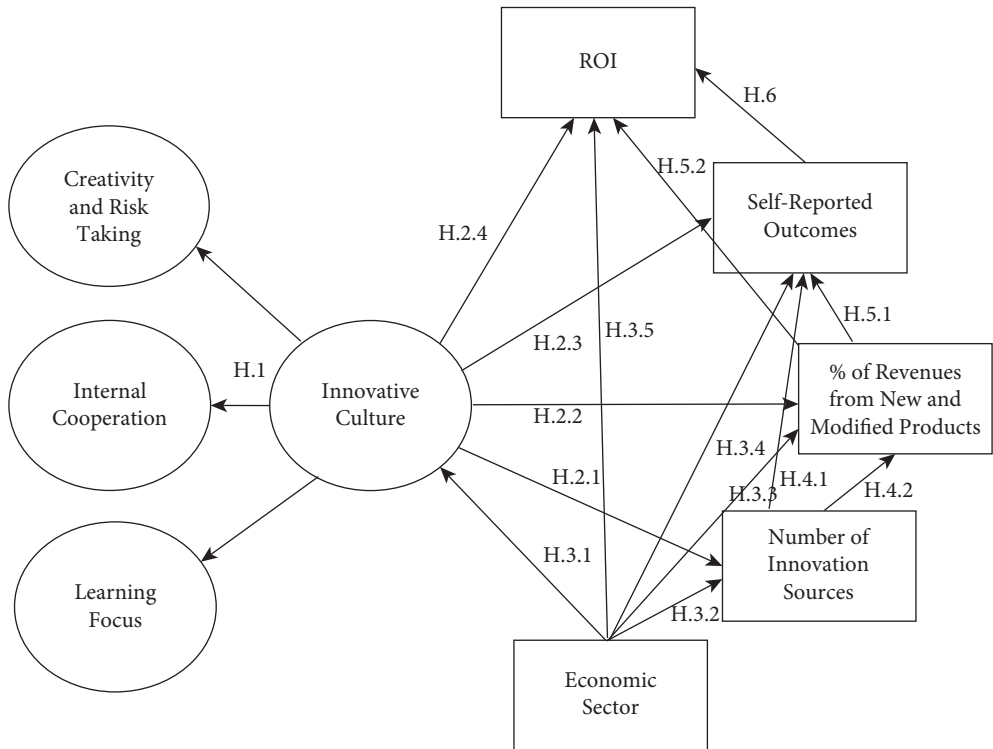 ROI
H.6
Creativity
and Risk
Taking
H.5.2
Self-Reported
Outcomes
H.2.4
H.5.1
H.3.5
H.2.3
H.1
Internal
Cooperation
Innovative
Culture
% of Revenues
from New and
Modified Products
H.2.2
H.3.4
H.2.1
H.4.1
H.3.3
H.4.2
Number of
Innovation
Sources
H.3.1
Learning
Focus
H.3.2
Economic
Sector